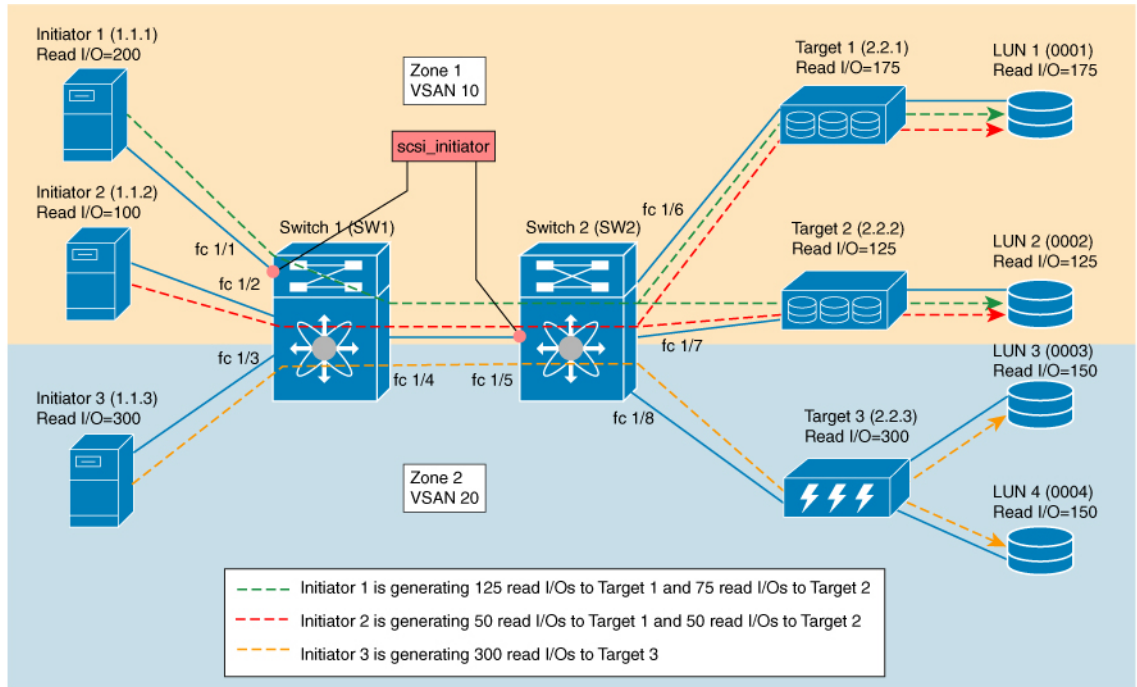 Initiator 1 (1.1.1)
Read I/O=200
Zone 1
VSAN 10
Target 1 (2.2.1)
Read I/O=175
LUN 1 (0001)
Read I/O=175
scsi_initiator
Initiator 2 (1.1.2)
Read I/O=100
fc 1/1
Switch 1 (SW1)
Switch 2 (SW2)
fc 1/6
Target 2 (2.2.2)
Read I/O=125
LUN 2 (0002)
Read I/O=125
fc 1/2
fc 1/3
fc 1/4
fc 1/5
fc 1/7
LUN 3 (0003)
Read I/O=150
Initiator 3 (1.1.3)
Read I/O=300
fc 1/8
Target 3 (2.2.3)
Read I/O=300
Zone 2
VSAN 20
LUN 4 (0004)
Read I/O=150
Initiator 1 is generating 125 read I/Os to Target 1 and 75 read I/Os to Target 2
Initiator 2 is generating 50 read I/Os to Target 1 and 50 read I/Os to Target 2
Initiator 3 is generating 300 read I/Os to Target 3